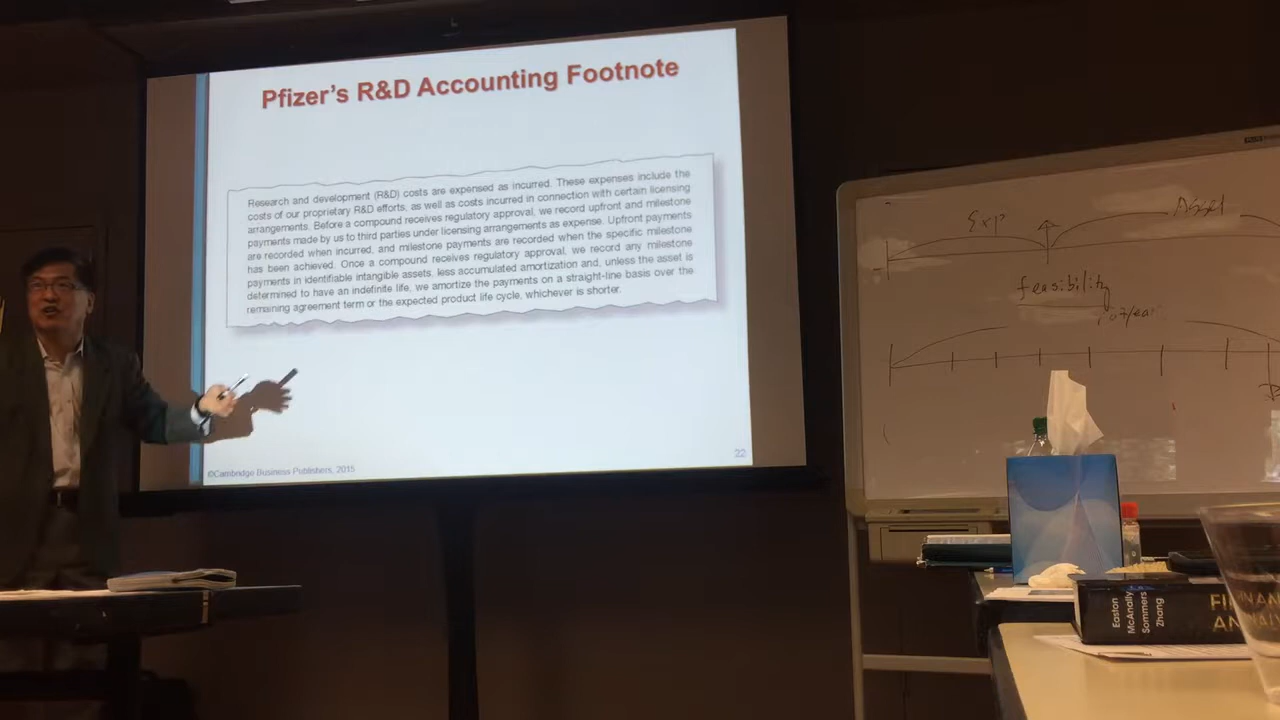 Pfizer's R&D Accounting Footnote
Research and development (R&D) costs are expensed as incurred. These expenses include the
costs of our proprietary R&D efforts, as well as costs incurred in connection with certain licensing
arrangements. Before a compound receives regulatory approval, we record upfront and milestone
payments made by us to third parties under licensing arrangements as expense. Upfront payments
are recorded when incurred, and milestone payments are recorded when the specific milestone
has been achieved. Once a compound receives regulatory approval, we record any milestone
payments in identifiable intangible assets, less accumulated amortization and, unless the asset is
determined to have an indefinite life, we amortize the payments on a straight-line basis over the
remaining agreement term or the expected product life cycle, whichever is shorter.
©Cambridge Business Publishers, 2015
22
Exp
Asset
feasibility
Easton
McAnally
Sommers
Zhang